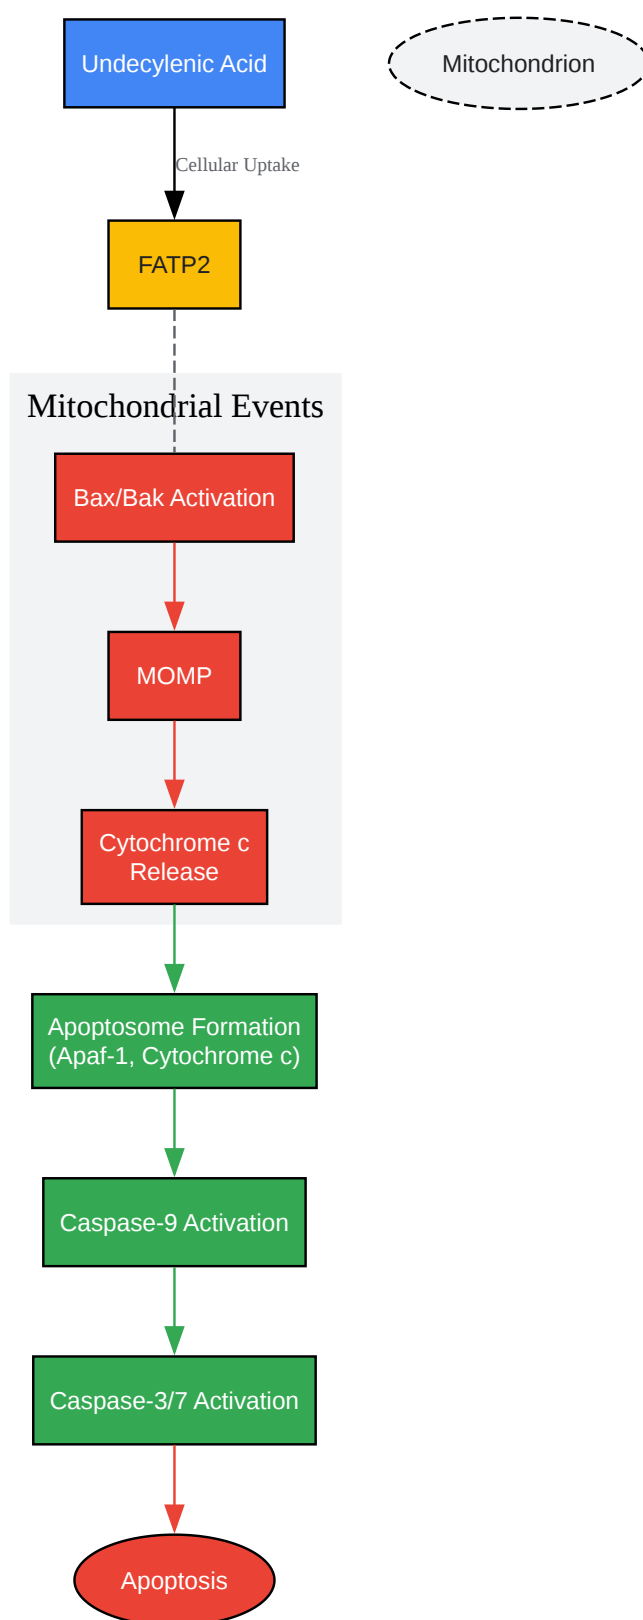 Undecylenic Acid
Mitochondrion
Cellular Uptake
FATP2
Mitochondrial Events
Bax/Bak Activation
MOMP
Cytochrome c
Release
Apoptosome Formation
(Apaf-1, Cytochrome c)
Caspase-9 Activation
Caspase-3/7 Activation
Apoptosis